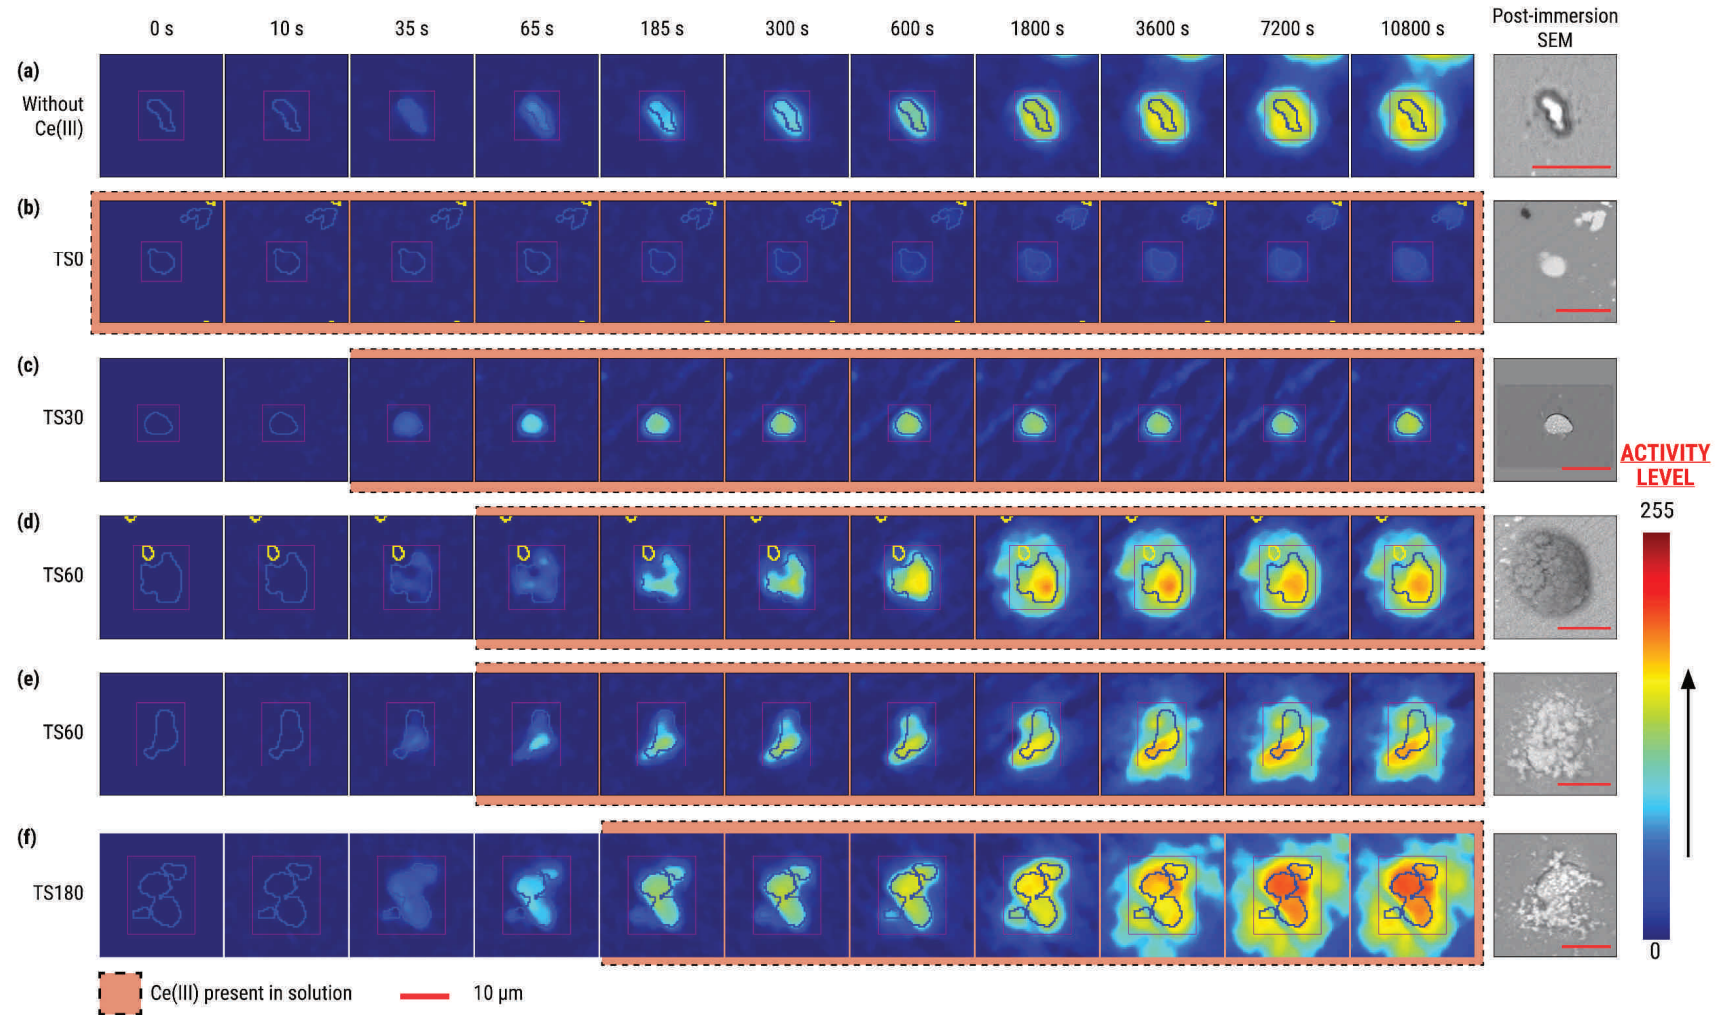 0 s 10 s 35 s 65 s 185 s 300 s 600 s 1800 s 3600 s 7200 s 10800 s Post-immersion
SEM
(a)
Without
Ce(III)
(b)
TS0
(c)
TS30
(d)
TS60
(e)
TS60
(f)
TS180
ACTIVITY
LEVEL
255
0
Ce(III) present in solution 10 μm